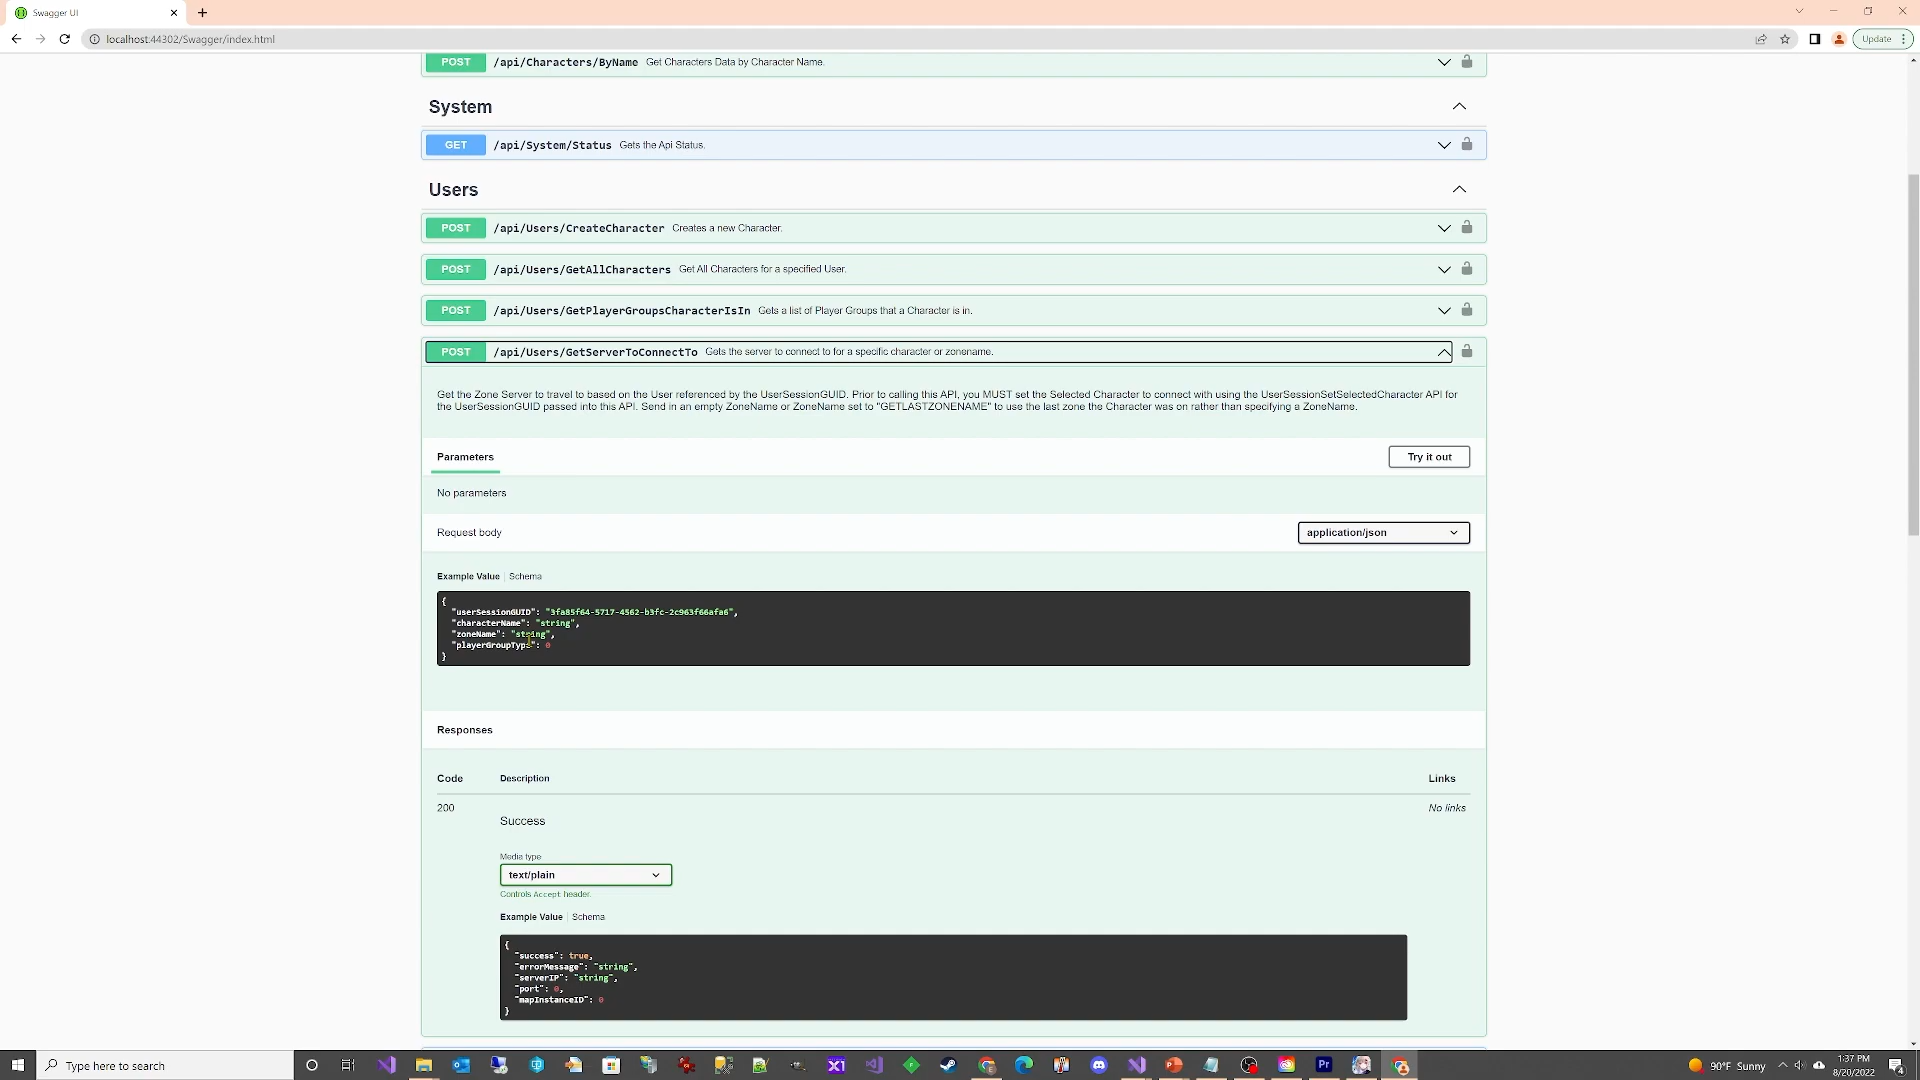 Swagger UI
localhost:44302/Swagger/index.html
Update
POST /api/Characters/ByName Get Characters Data by Character Name.
System
GET /api/System/Status Gets the Api Status.
Users
POST /api/Users/CreateCharacter Creates a new Character.
POST /api/Users/GetAllCharacters Get All Characters for a specified User.
POST /api/Users/GetPlayerGroupsCharacterIsIn Gets a list of Player Groups that a Character is in.
POST /api/Users/GetServerToConnectTo Gets the server to connect to for a specific character or zonename.
Get the Zone Server to travel to based on the User referenced by the UserSessionGUID. Prior to calling this API, you MUST set the Selected Character to connect with using the UserSessionSetSelectedCharacter API for
the UserSessionGUID passed into this API. Send in an empty ZoneName or ZoneName set to "GETLASTZONENAME" to use the last zone the Character was on rather than specifying a ZoneName.
Parameters
Try it out
No parameters
Request body
application/json
Example Value | Schema
{
"userSessionGUID": "3fa85f64-5717-4562-b3fc-2c963f66afa6",
"characterName": "string",
"zoneName": "string",
"playerGroupType": 0
}
Responses
Code Description Links
200 No links
Success
Media type
text/plain
Controls Accept header.
Example Value | Schema
{
"success": true,
"errorMessage": "string",
"serverIP": "string",
"port": 0,
"mapInstanceID": 0
}
Type here to search
90°F Sunny
1:37 PM
8/20/2022